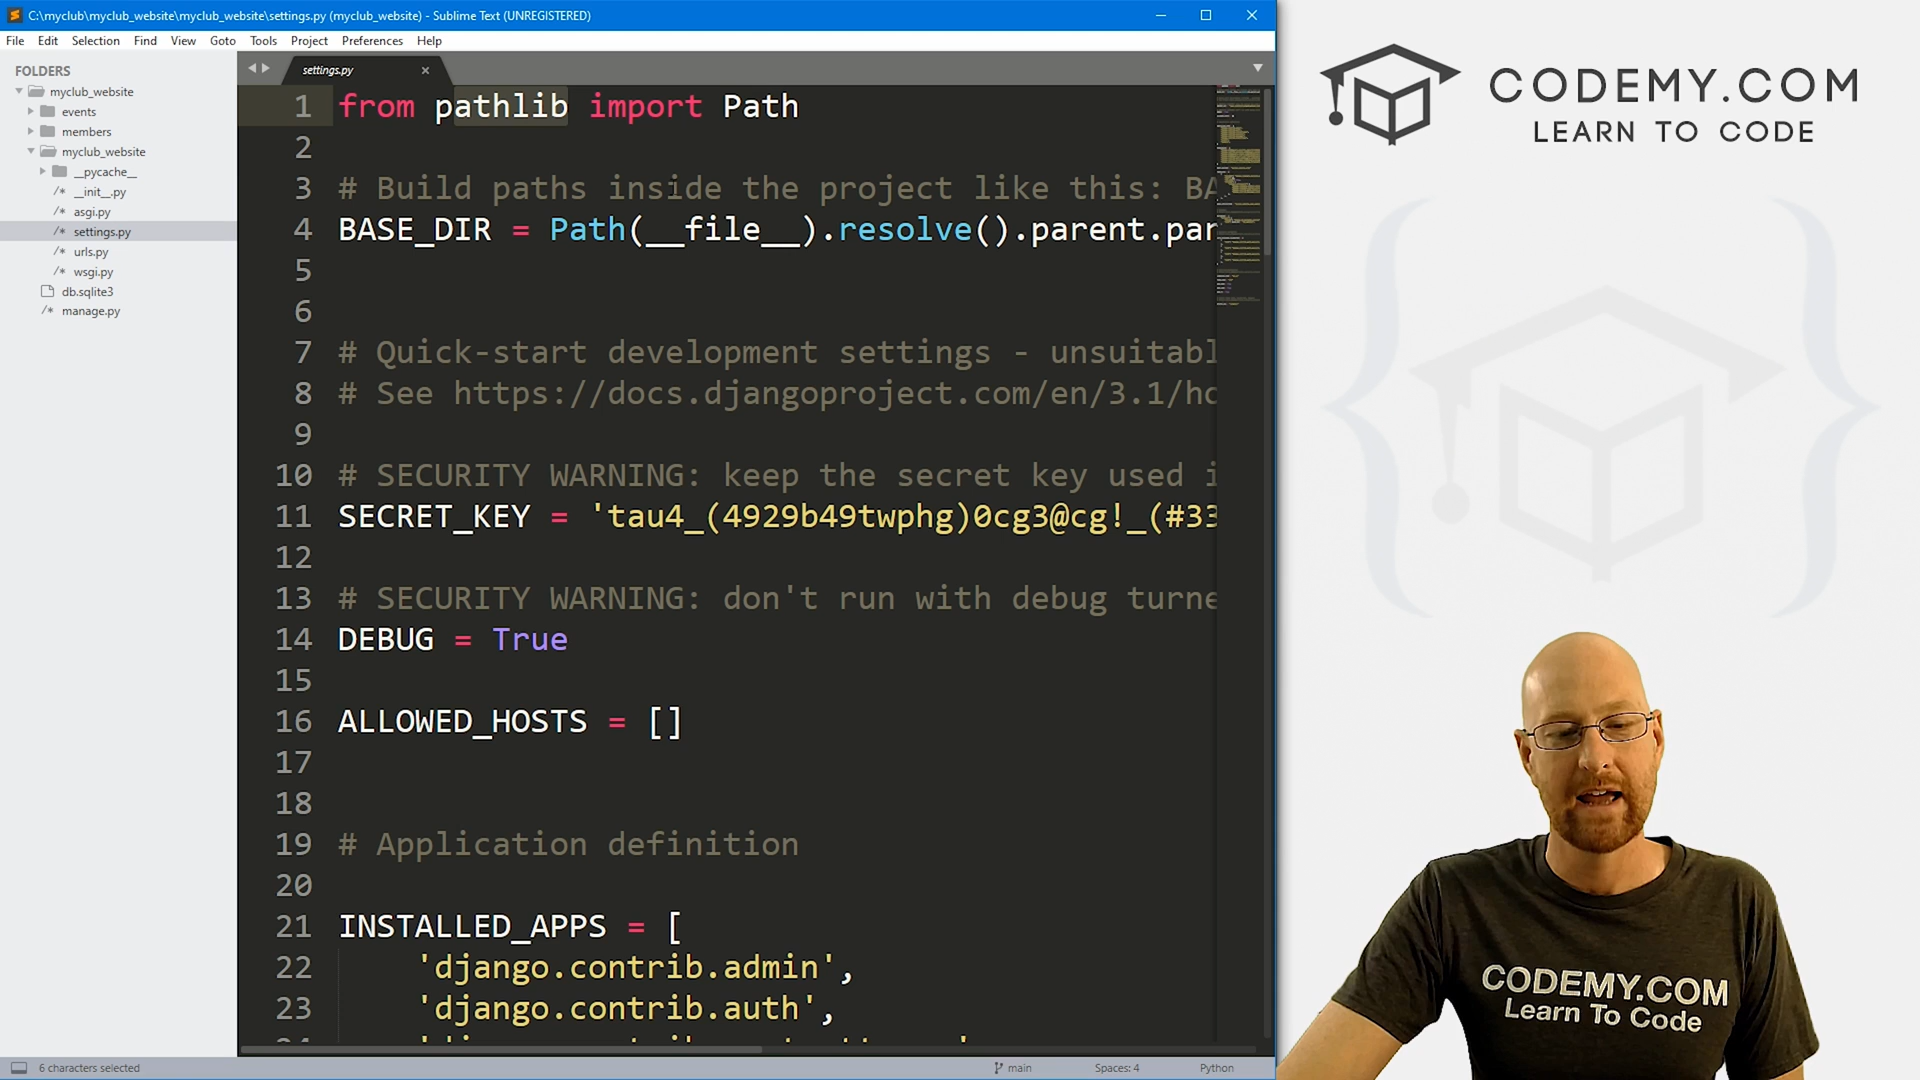 C:\myclub\myclub_website\myclub_website\settings.py (myclub_website) - Sublime Text (UNREGISTERED)
File Edit Selection Find View Goto Tools Project Preferences Help
FOLDERS
myclub_website
events
members
myclub_website
__pycache__
/* __init__.py
/* asgi.py
/* settings.py
/* urls.py
/* wsgi.py
db.sqlite3
/* manage.py
settings.py
1 from pathlib import Path
2
3 # Build paths inside the project like this: BA
4 BASE_DIR = Path(__file__).resolve().parent.par
5
6
7 # Quick-start development settings - unsuitabl
8 # See https://docs.djangoproject.com/en/3.1/ho
9
10 # SECURITY WARNING: keep the secret key used i
11 SECRET_KEY = 'tau4_(4929b49twphg)0cg3@cg!_(#33
12
13 # SECURITY WARNING: don't run with debug turne
14 DEBUG = True
15
16 ALLOWED_HOSTS = []
17
18
19 # Application definition
20
21 INSTALLED_APPS = [
22 'django.contrib.admin',
23 'django.contrib.auth',
6 characters selected
main
Spaces: 4
Python
CODEMY.COM
LEARN TO CODE
CODEMY.COM
Learn To Code